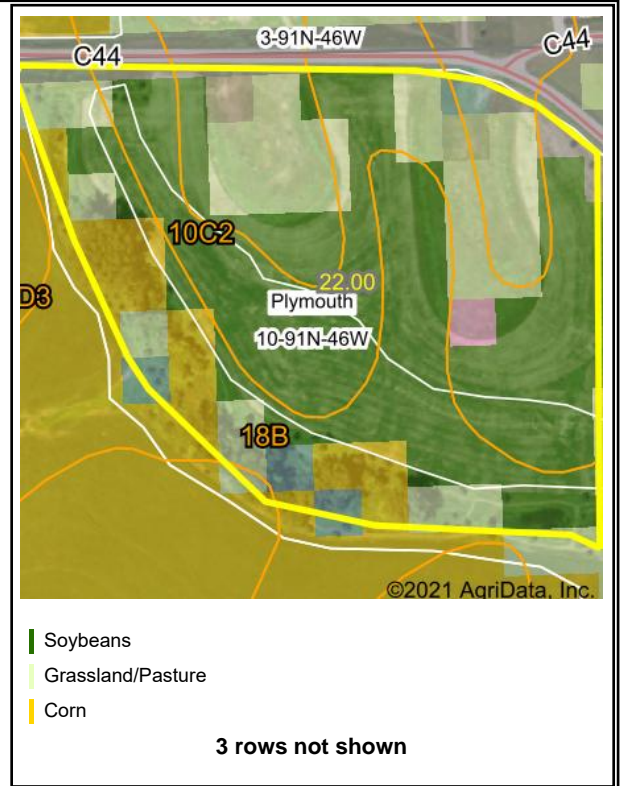 3-91N-46W
C44
C44
10C2
D3
22.00
Plymouth
10-91N-46W
18B
©2021 AgriData, Inc.
Soybeans
Grassland/Pasture
Corn
3 rows not shown